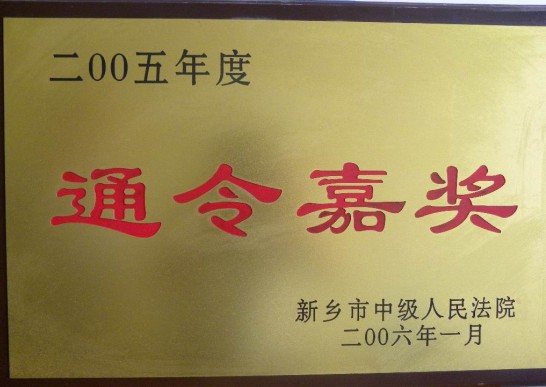 二00五年度
通令嘉奖
新乡市中级人民法院
二00六年一月